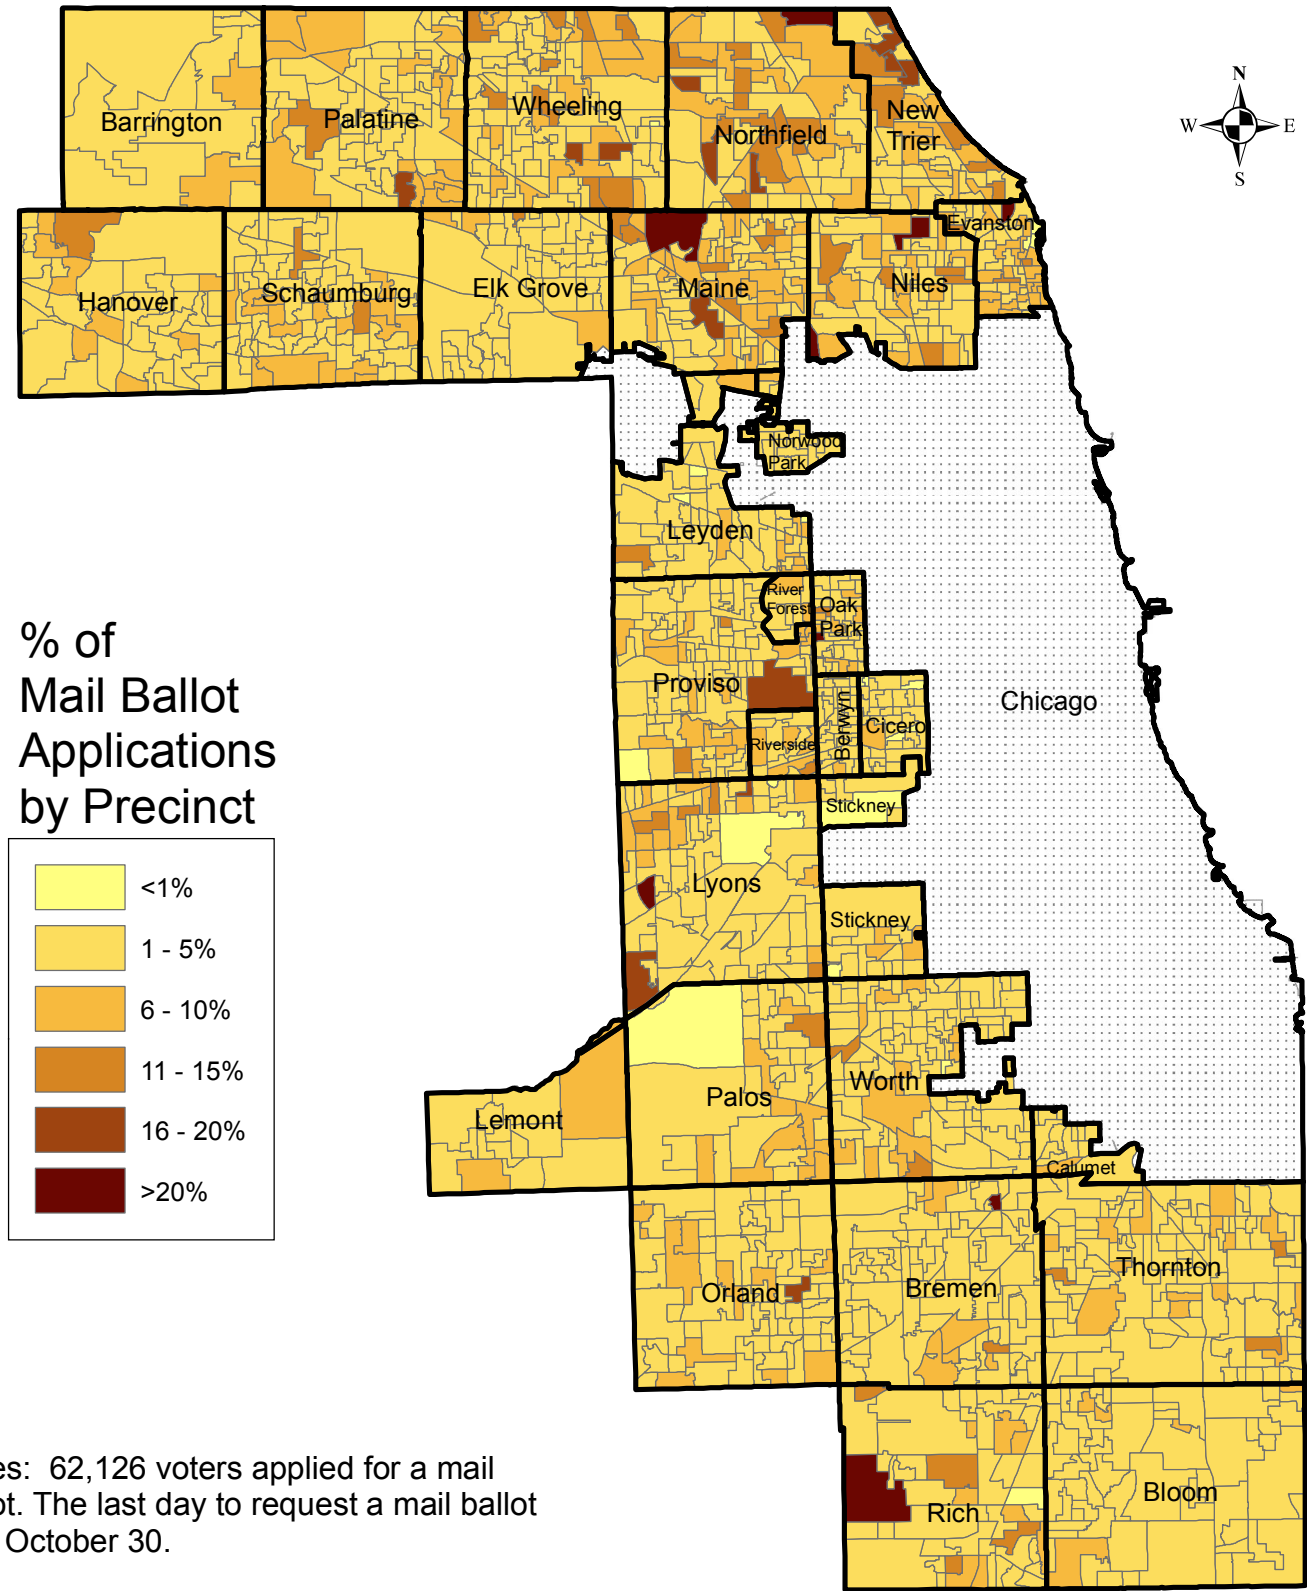 N
W
E
S
Barrington
Palatine
Wheeling
Northfield
New
Trier
Evanston
Hanover
Schaumburg
Elk Grove
Maine
Niles
Norwood
Park
Leyden
River
Forest
Oak
Park
Proviso
Riverside
Berwyn
Cicero
Chicago
Stickney
Lyons
Stickney
Worth
Palos
Lemont
Calumet
Orland
Bremen
Thornton
Rich
Bloom
% of
Mail Ballot
Applications
by Precinct
<1%
1 - 5%
6 - 10%
11 - 15%
16 - 20%
>20%
es: 62,126 voters applied for a mail
ot. The last day to request a mail ballot
October 30.